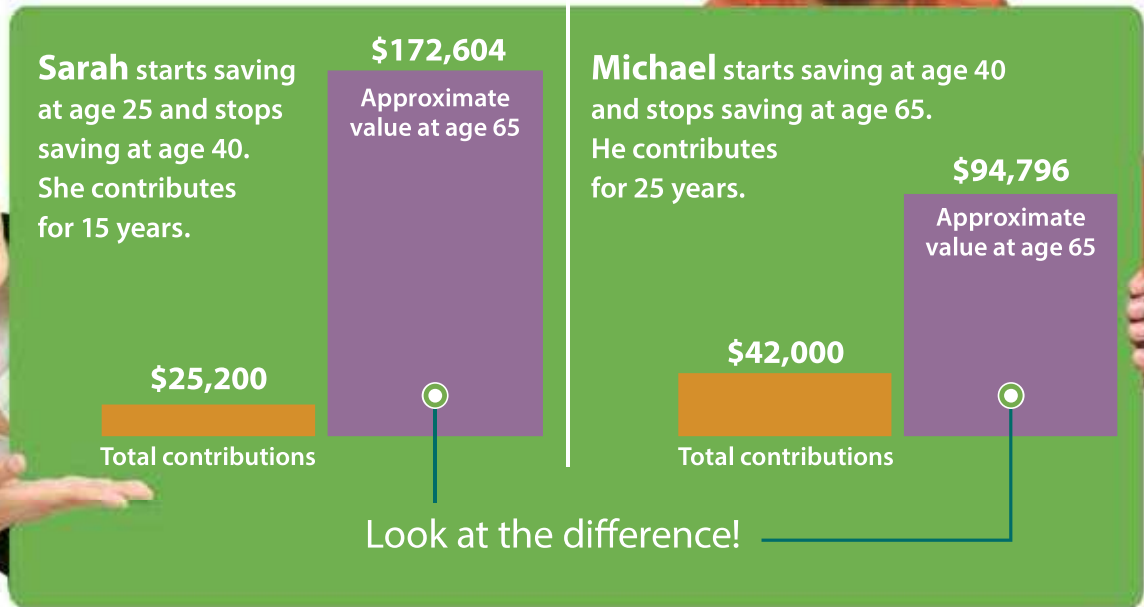 Sarah starts saving
at age 25 and stops
saving at age 40.
She contributes
for 15 years.
$172,604
Approximate
value at age 65
$25,200
Total contributions
Michael starts saving at age 40
and stops saving at age 65.
He contributes
for 25 years.
$94,796
Approximate
value at age 65
$42,000
Total contributions
Look at the difference!